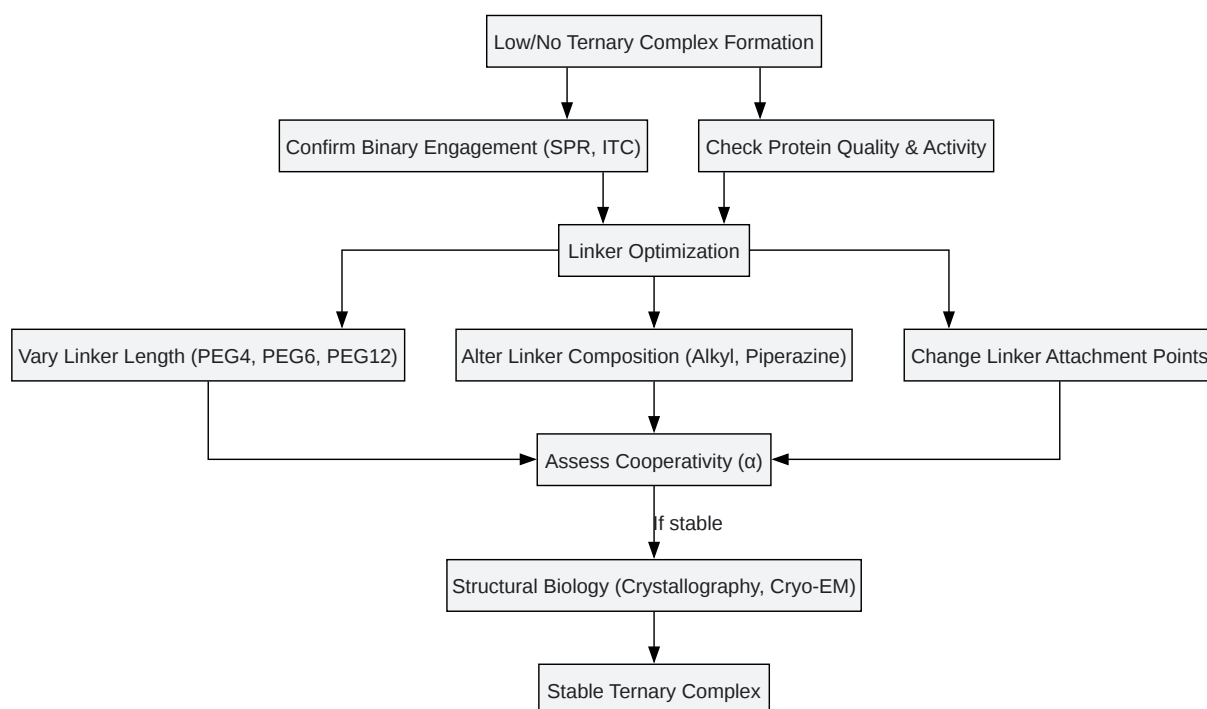 Low/No Ternary Complex Formation
Confirm Binary Engagement (SPR, ITC)
Check Protein Quality & Activity
Linker Optimization
Vary Linker Length (PEG4, PEG6, PEG12)
Alter Linker Composition (Alkyl, Piperazine)
Change Linker Attachment Points
Assess Cooperativity (α)
If stable
Structural Biology (Crystallography, Cryo-EM)
Stable Ternary Complex